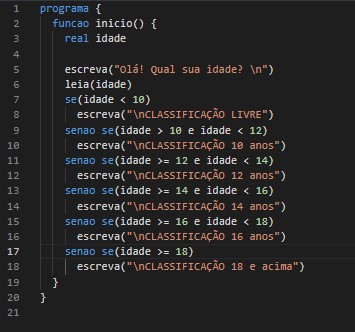 1 programa {
2 funcao inicio() {
3 real idade
4
5 escreva("Olá! Qual sua idade? \n")
6 leia(idade)
7 se(idade < 10)
8 escreva("\nCLASSIFICAÇÃO LIVRE")
9 senao se(idade > 10 e idade < 12)
10 escreva("\nCLASSIFICAÇÃO 10 anos")
11 senao se(idade >= 12 e idade < 14)
12 escreva("\nCLASSIFICAÇÃO 12 anos")
13 senao se(idade >= 14 e idade < 16)
14 escreva("\nCLASSIFICAÇÃO 14 anos")
15 senao se(idade >= 16 e idade < 18)
16 escreva("\nCLASSIFICAÇÃO 16 anos")
17 senao se(idade >= 18)
18 escreva("\nCLASSIFICAÇÃO 18 e acima")
19 }
20 }
21